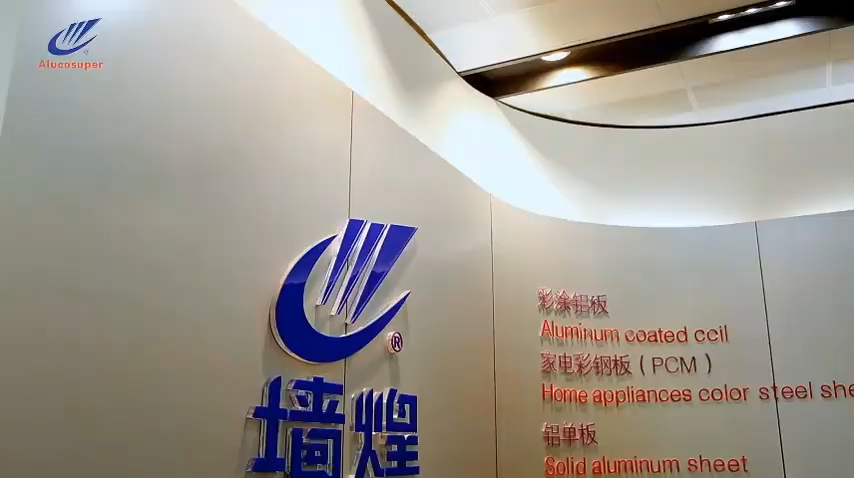 Alucosuper
®
墙煌
彩涂铝板
Aluminum coated coil
家电彩钢板（PCM）
Home appliances color steel she
铝单板
Solid aluminum sheet